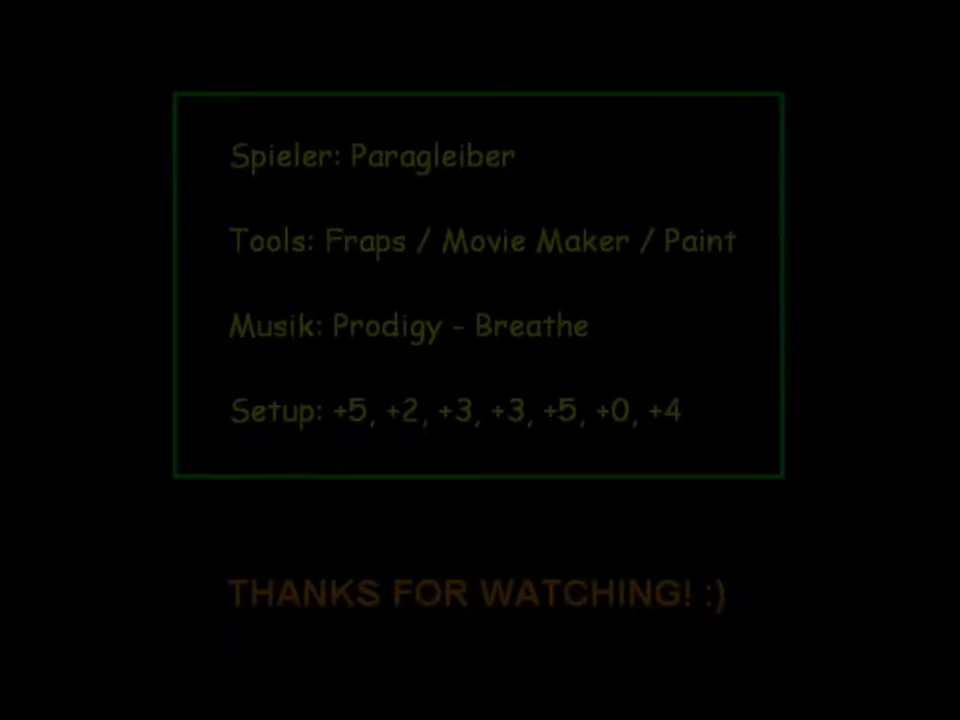 Spieler: Paragleiber
Tools: Fraps / Movie Maker / Paint
Musik: Prodigy - Breathe
Setup: +5, +2, +3, +3, +5, +0, +4
THANKS FOR WATCHING! :)